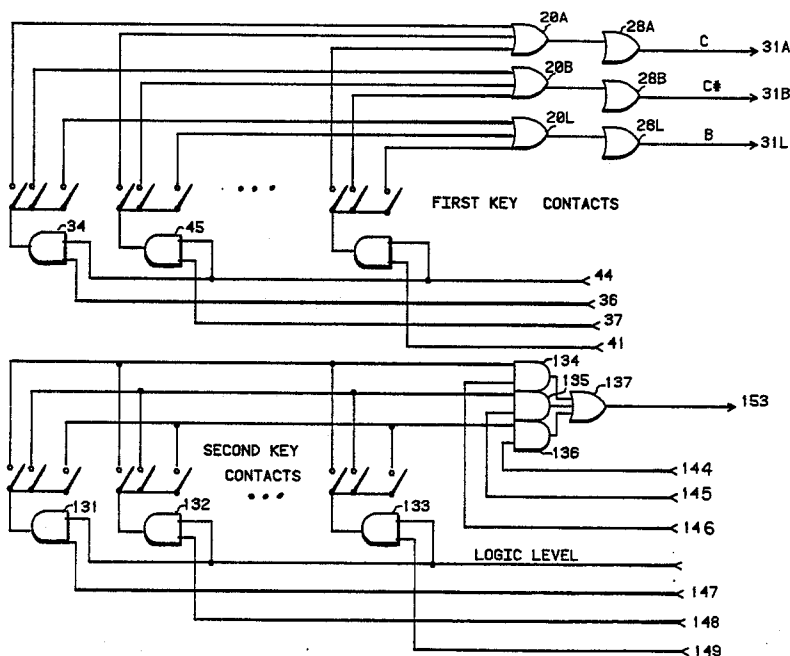 20A
28A
C
31A
20B
28B
C#
31B
20L
28L
B
31L
• • •
FIRST KEY CONTACTS
34
45
44
36
37
41
134
135
137
153
136
SECOND KEY
CONTACTS
• • •
144
145
146
131
132
133
LOGIC LEVEL
147
148
149